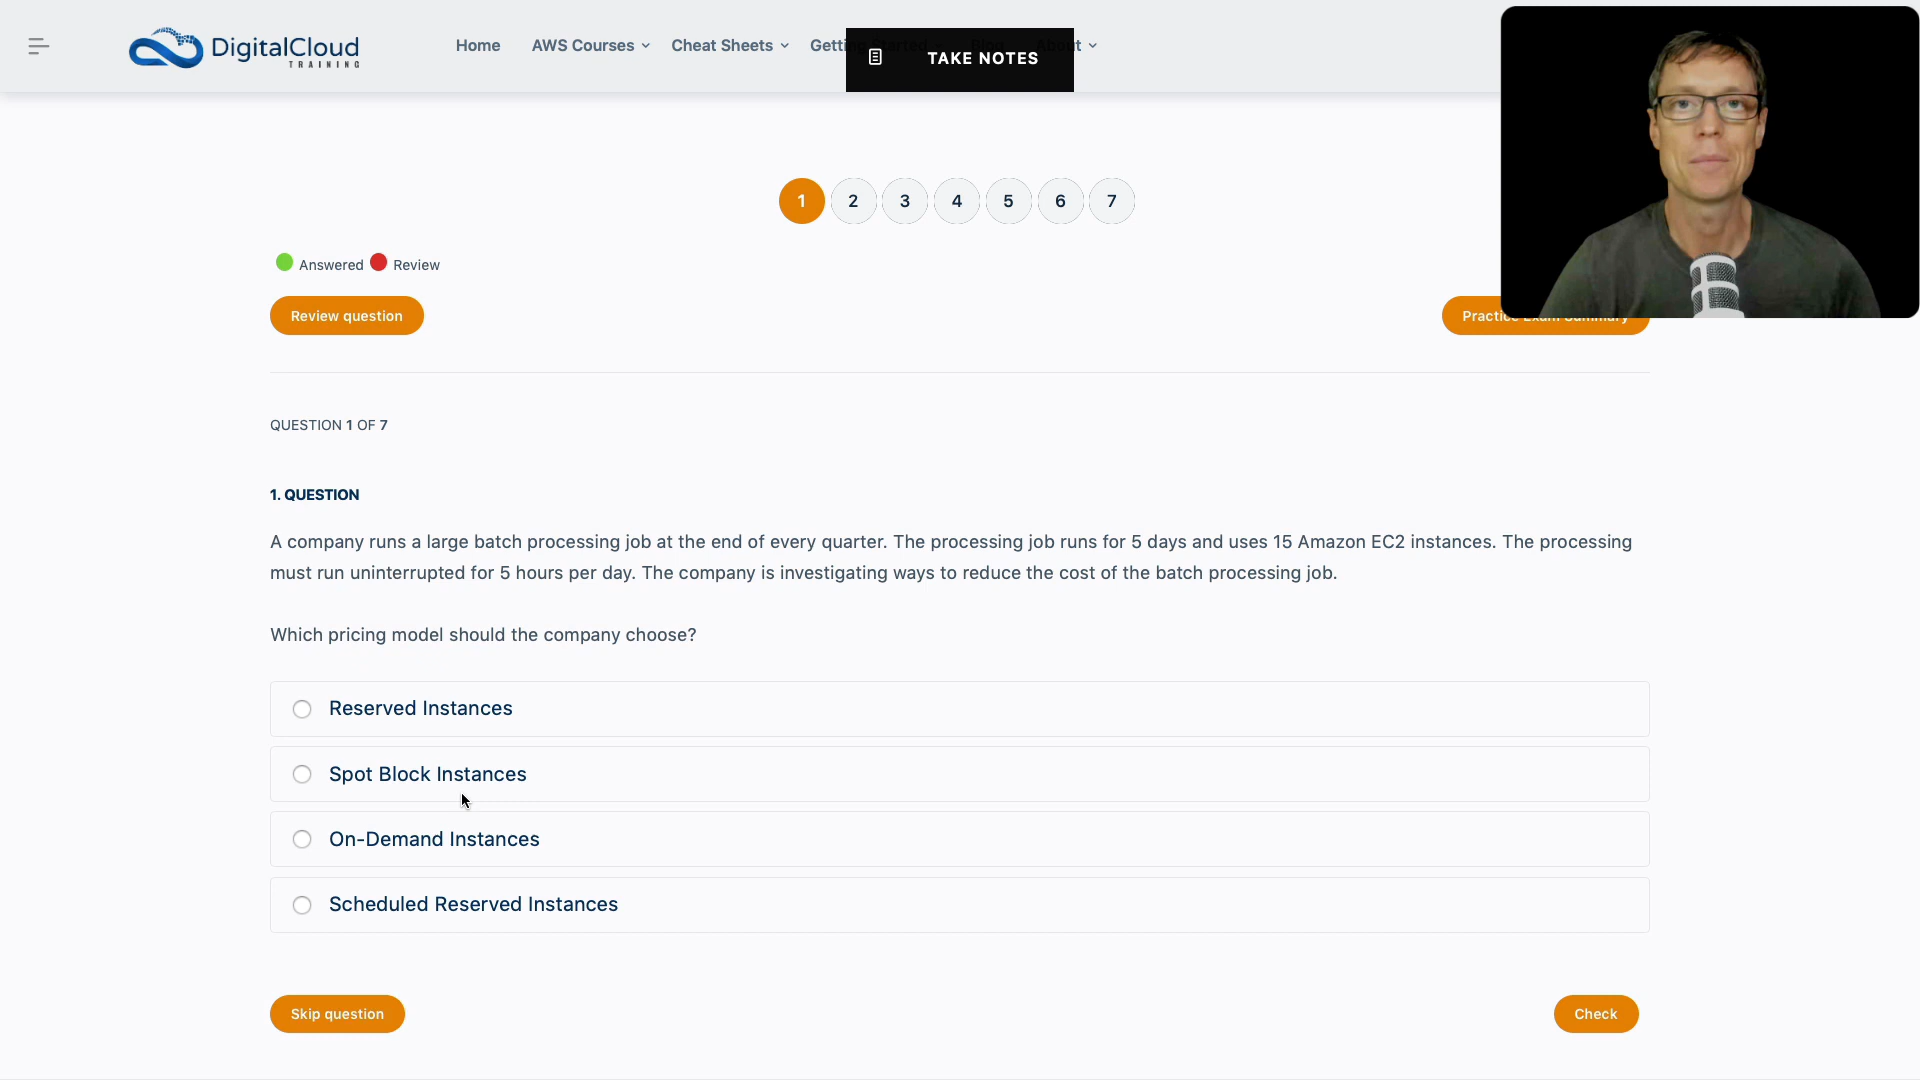 DigitalCloud
TRAINING
Home
AWS Courses
Cheat Sheets
TAKE NOTES
1
2
3
4
5
6
7
Answered
Review
Review question
QUESTION 1 OF 7
1. QUESTION
A company runs a large batch processing job at the end of every quarter. The processing job runs for 5 days and uses 15 Amazon EC2 instances. The processing
must run uninterrupted for 5 hours per day. The company is investigating ways to reduce the cost of the batch processing job.
Which pricing model should the company choose?
Reserved Instances
Spot Block Instances
On-Demand Instances
Scheduled Reserved Instances
Skip question
Check